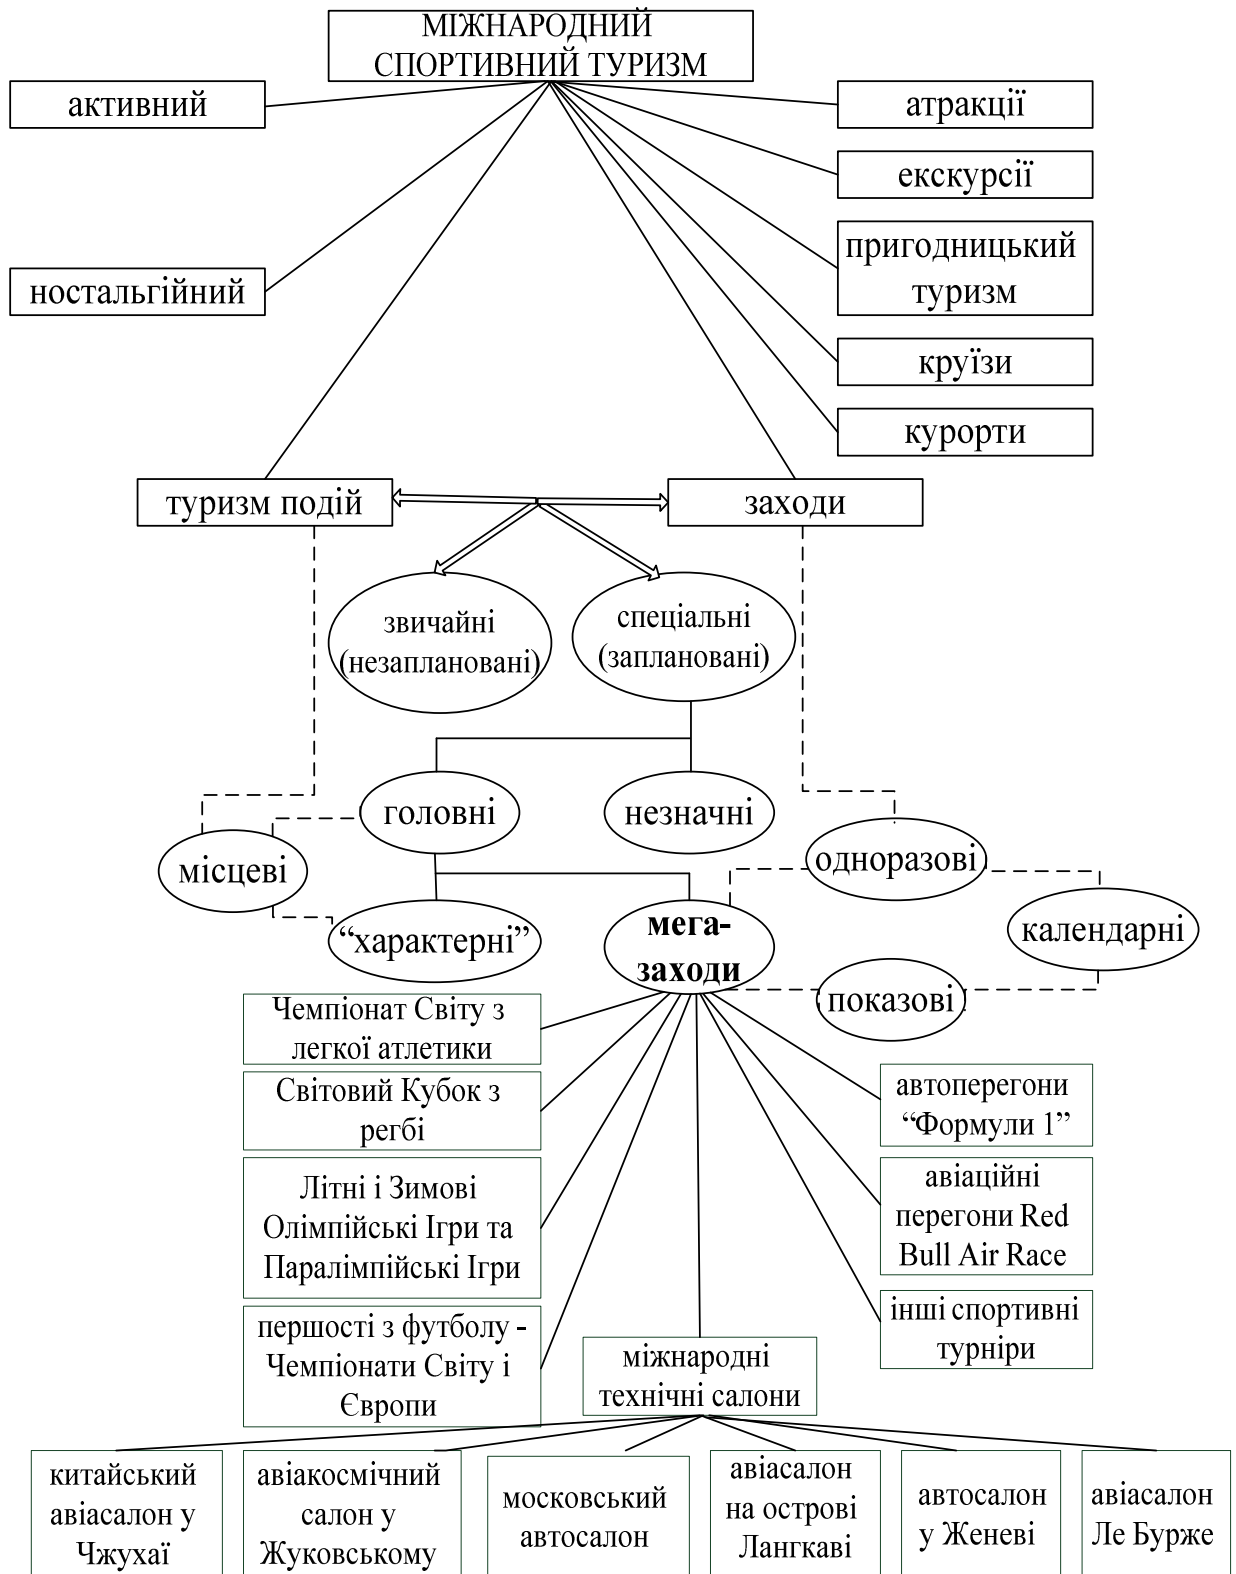 МІЖНАРОДНИЙ
СПОРТИВНИЙ ТУРИЗМ
активний
атракції
екскурсії
пригодницький
туризм
ностальгійний
круїзи
курорти
туризм подій
заходи
звичайні
(незаплановані)
спеціальні
(заплановані)
головні
незначні
місцеві
одноразові
“характерні”
мега-
заходи
календарні
показові
Чемпіонат Світу з
легкої атлетики
Світовий Кубок з
регбі
Літні і Зимові
Олімпійські Ігри та
Паралімпійські Ігри
першості з футболу -
Чемпіонати Світу і
Європи
автоперегони
“Формули 1”
авіаційні
перегони Red
Bull Air Race
інші спортивні
турніри
міжнародні
технічні салони
китайський
авіасалон у
Чжухаї
авіакосмічний
салон у
Жуковському
московський
автосалон
авіасалон
на острові
Лангкаві
автосалон
у Женеві
авіасалон
Ле Бурже